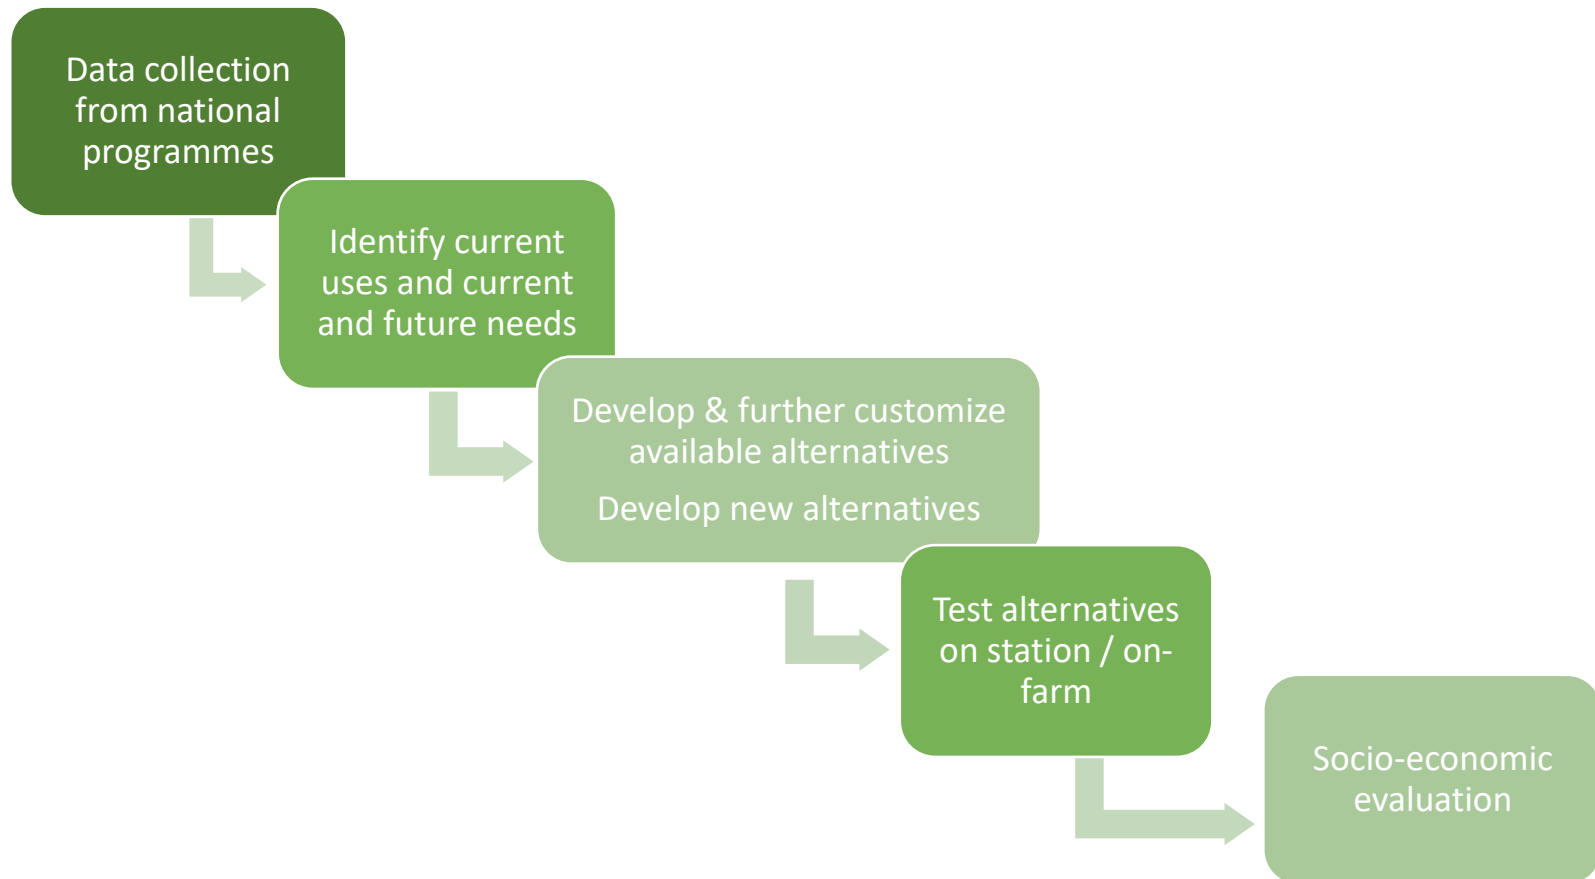 Data collection
from national
programmes
Identify current
uses and current
and future needs
Develop & further customize
available alternatives
Develop new alternatives
Test alternatives
on station / on-
farm
Socio-economic
evaluation